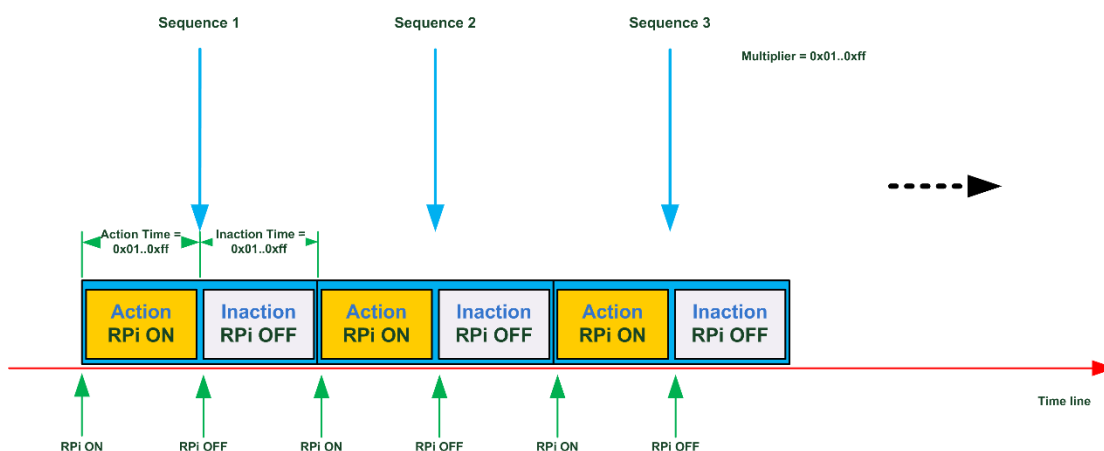 Sequence 1
Sequence 2
Sequence 3
Multiplier = 0x01..0xff
Action Time =
0x01..0xff
Inaction Time =
0x01..0xff
Action
RPi ON
Inaction
RPi OFF
Action
RPi ON
Inaction
RPi OFF
Action
RPi ON
Inaction
RPi OFF
Time line
RPi ON
RPi OFF
RPi ON
RPi OFF
RPi ON
RPi OFF